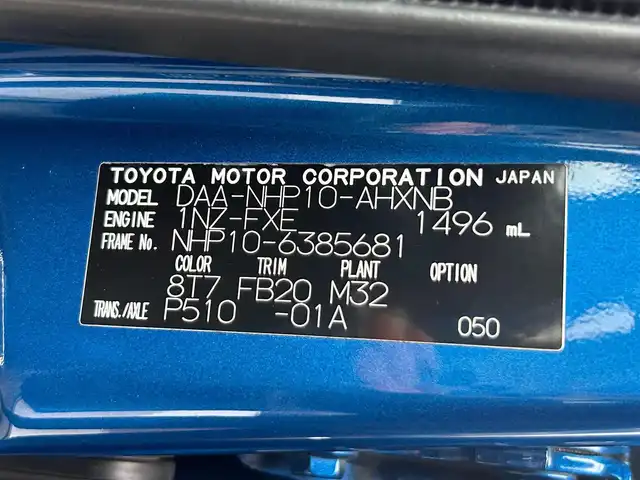 TOYOTA MOTOR CORPORATION JAPAN
MODEL DAA-NHP10-AHXNB
ENGINE 1NZ-FXE 1496 mL
FRAME No. NHP10-6385681
COLOR TRIM PLANT OPTION
8T7 FB20 M32
TRANS./AXLE P510 -01A 050